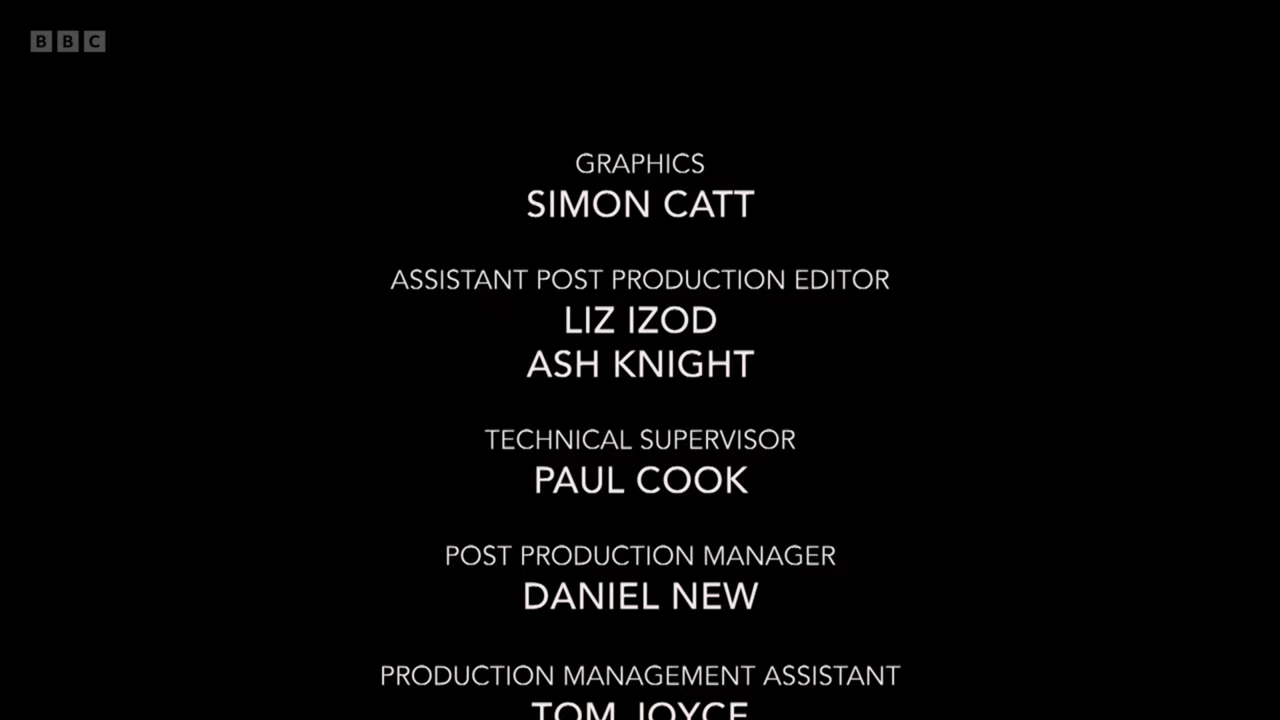 BBC
GRAPHICS
SIMON CATT
ASSISTANT POST PRODUCTION EDITOR
LIZ IZOD
ASH KNIGHT
TECHNICAL SUPERVISOR
PAUL COOK
POST PRODUCTION MANAGER
DANIEL NEW
PRODUCTION MANAGEMENT ASSISTANT
TOM JOYCE